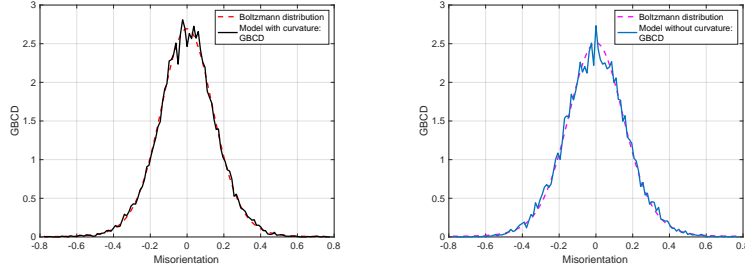 3
2.5
2
1.5
1
0.5
0
GBCD
-0.8 -0.6 -0.4 -0.2 0 0.2 0.4 0.6 0.8
Misorientation
Boltzmann distribution
Model with curvature:
GBCD
3
2.5
2
1.5
1
0.5
0
GBCD
-0.8 -0.6 -0.4 -0.2 0 0.2 0.4 0.6 0.8
Misorientation
Boltzmann distribution
Model without curvature:
GBCD